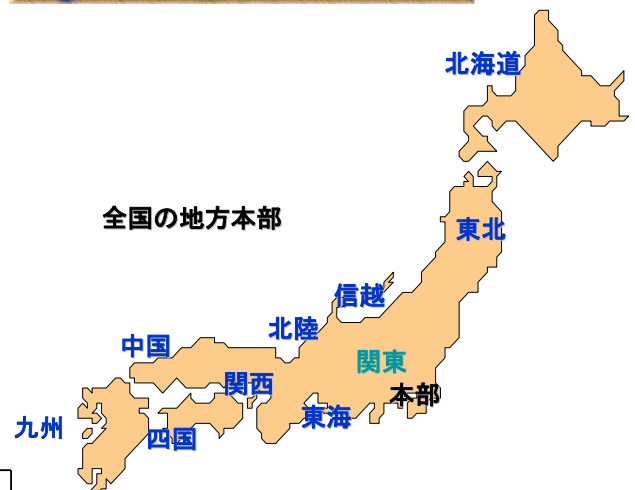 北海道
全国の地方本部
東北
信越
北陸
中国
関東
関西
本部
東海
九州
四国